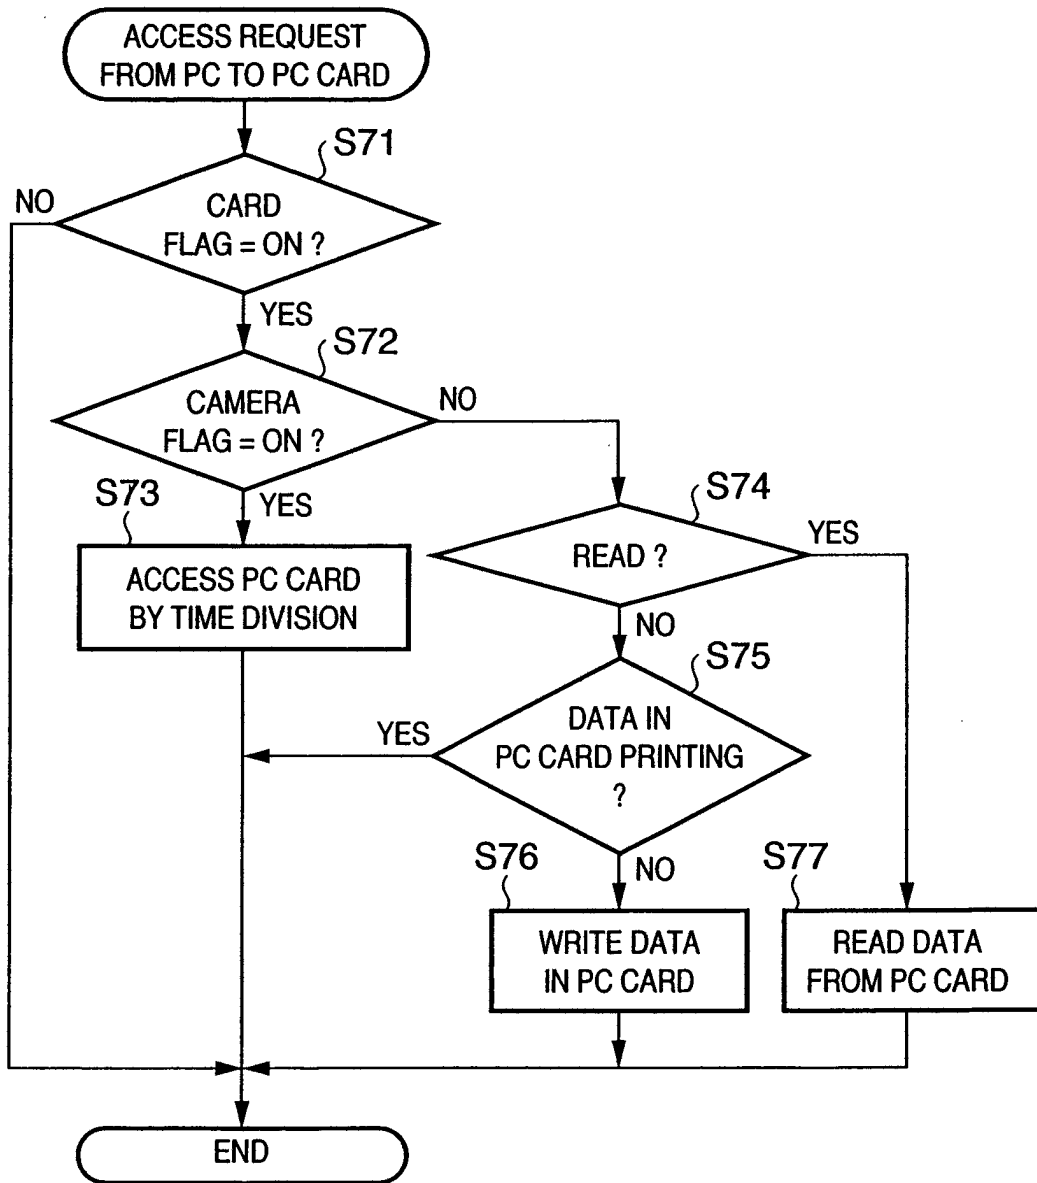 ACCESS REQUEST
FROM PC TO PC CARD
S71
NO
CARD
FLAG = ON ?
YES
S72
CAMERA
FLAG = ON ?
NO
S73
YES
S74
ACCESS PC CARD
BY TIME DIVISION
READ ?
YES
NO
S75
YES
DATA IN
PC CARD PRINTING
?
S76
NO
S77
WRITE DATA
IN PC CARD
READ DATA
FROM PC CARD
END